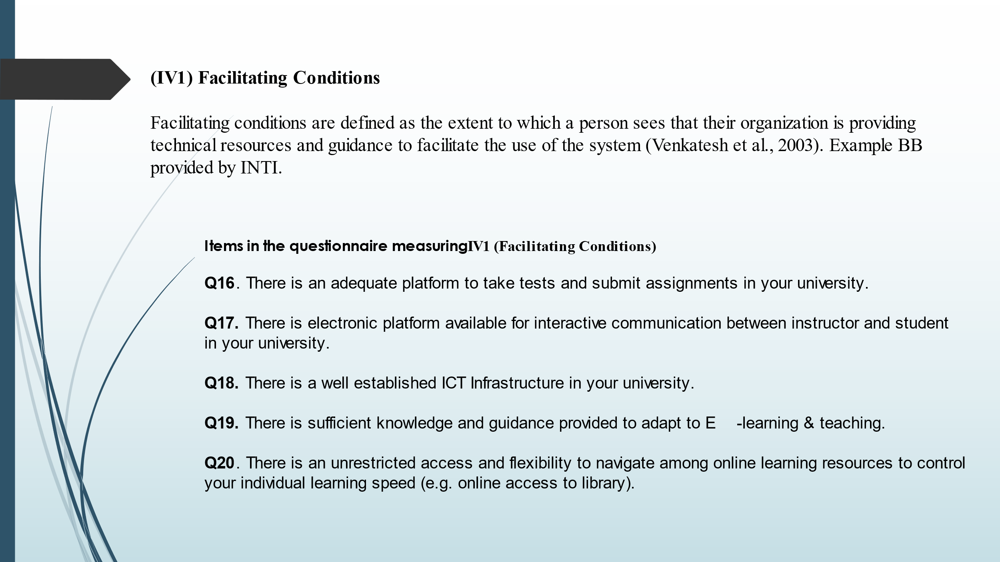 (IV1) Facilitating Conditions
Facilitating conditions are defined as the extent to which a person sees that their organization is providing
technical resources and guidance to facilitate the use of the system (Venkatesh et al., 2003). Example BB
provided by INTI.
Items in the questionnaire measuringIV1 (Facilitating Conditions)
Q16. There is an adequate platform to take tests and submit assignments in your university.
Q17. There is electronic platform available for interactive communication between instructor and student
in your university.
Q18. There is a well established ICT Infrastructure in your university.
Q19. There is sufficient knowledge and guidance provided to adapt to E -learning & teaching.
Q20. There is an unrestricted access and flexibility to navigate among online learning resources to control
your individual learning speed (e.g. online access to library).